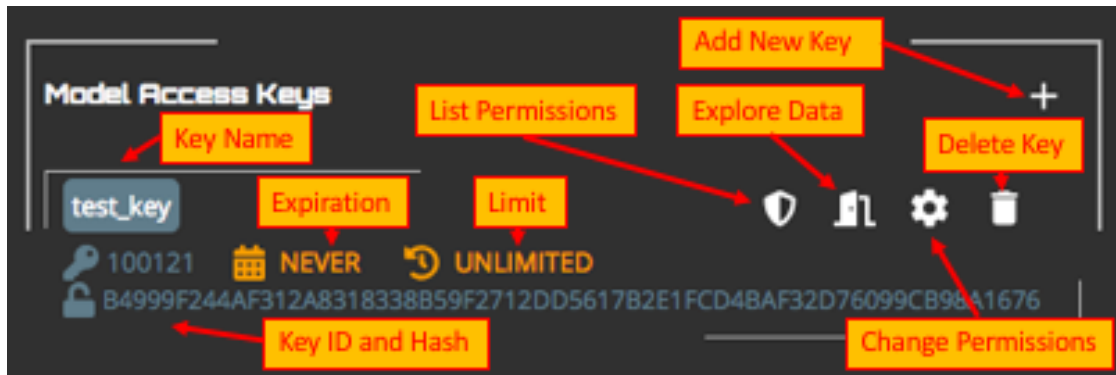 Add New Key
Model Access Keys
List Permissions
Explore Data
Key Name
Delete Key
test_key
Expiration
Limit
100121 NEVER UNLIMITED
B4999F244AF312A8318338B59F2712DD5617B2E1FCD4BAF32D76099CB98A1676
Key ID and Hash
Change Permissions